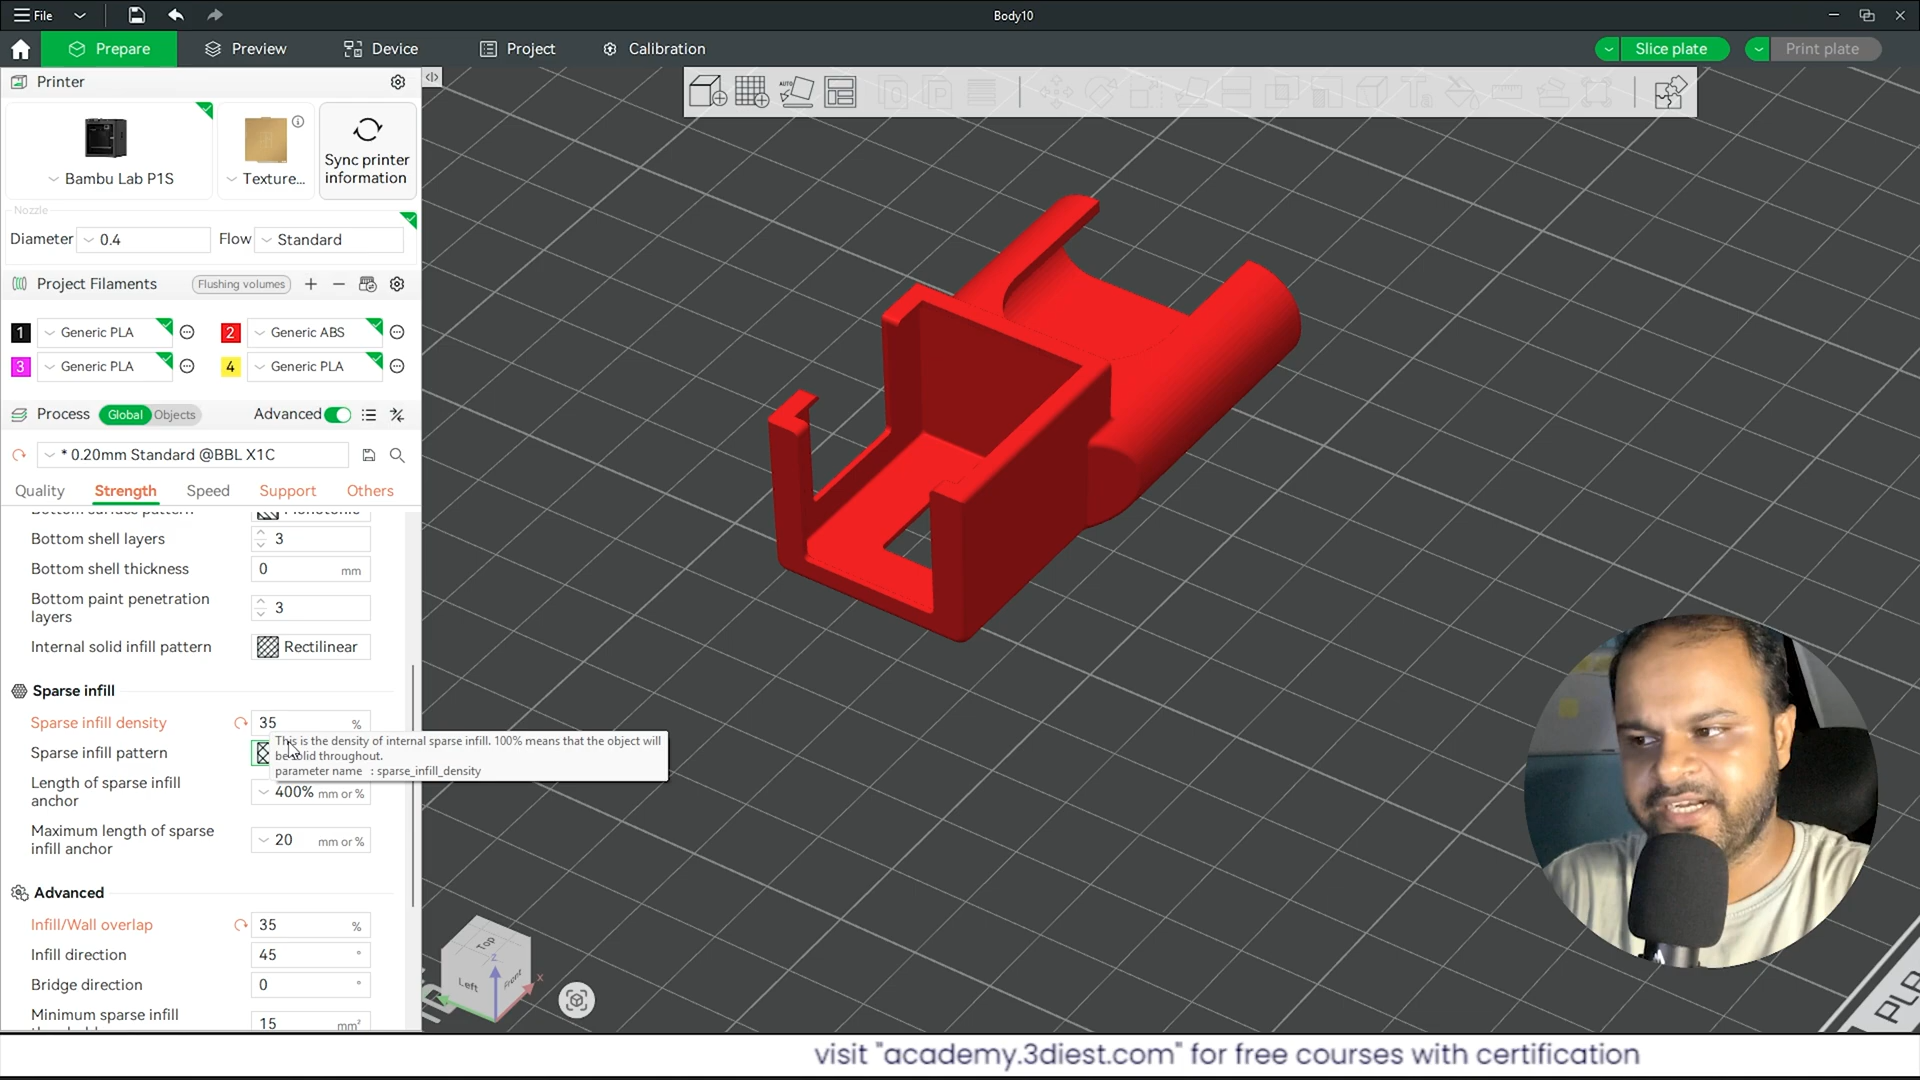 File
Body10
Prepare
Preview
Device
Project
Calibration
Slice plate
Print plate
Printer
Bambu Lab P1S
Texture...
Sync printer
information
Nozzle
Diameter
0.4
Flow
Standard
Project Filaments
Flushing volumes
1
Generic PLA
2
Generic ABS
3
Generic PLA
4
Generic PLA
Process
Global
Objects
Advanced
* 0.20mm Standard @BBL X1C
Quality
Strength
Speed
Support
Others
Bottom surface pattern
Monotonic
Bottom shell layers
3
Bottom shell thickness
0
mm
Bottom paint penetration
layers
3
Internal solid infill pattern
Rectilinear
Sparse infill
Sparse infill density
35
%
Sparse infill pattern
This is the density of internal sparse infill. 100% means that the object will
be solid throughout.
parameter name : sparse_infill_density
Length of sparse infill
anchor
400%
mm or %
Maximum length of sparse
infill anchor
20
mm or %
Advanced
Infill/Wall overlap
35
%
Infill direction
45
°
Bridge direction
0
°
Minimum sparse infill
15
mm²
Top
Left
Front
Z
X
PLA
visit "academy.3diest.com" for free courses with certification